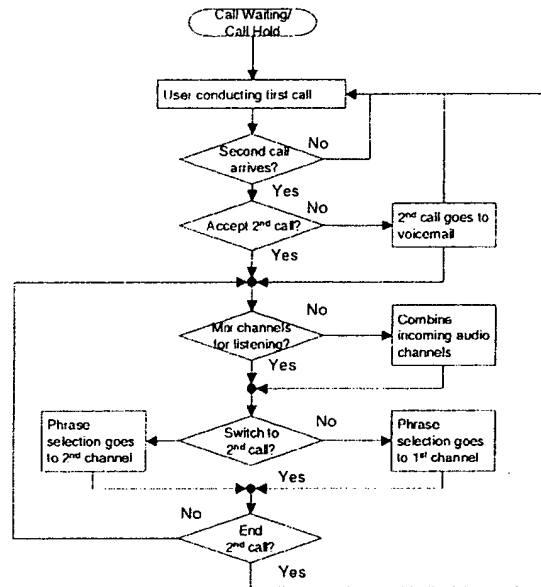 Call Waiting/
Call Hold
User conducting first call
Second call
arrives?
No
Yes
Accept 2nd call?
No
2nd call goes to
voicemail
Yes
Mix channels
for listening?
No
Combine
incoming audio
channels
Yes
Phrase
selection goes
to 2nd channel
Switch to
2nd call?
No
Phrase
selection goes
to 1st channel
Yes
No
End
2nd call?
Yes